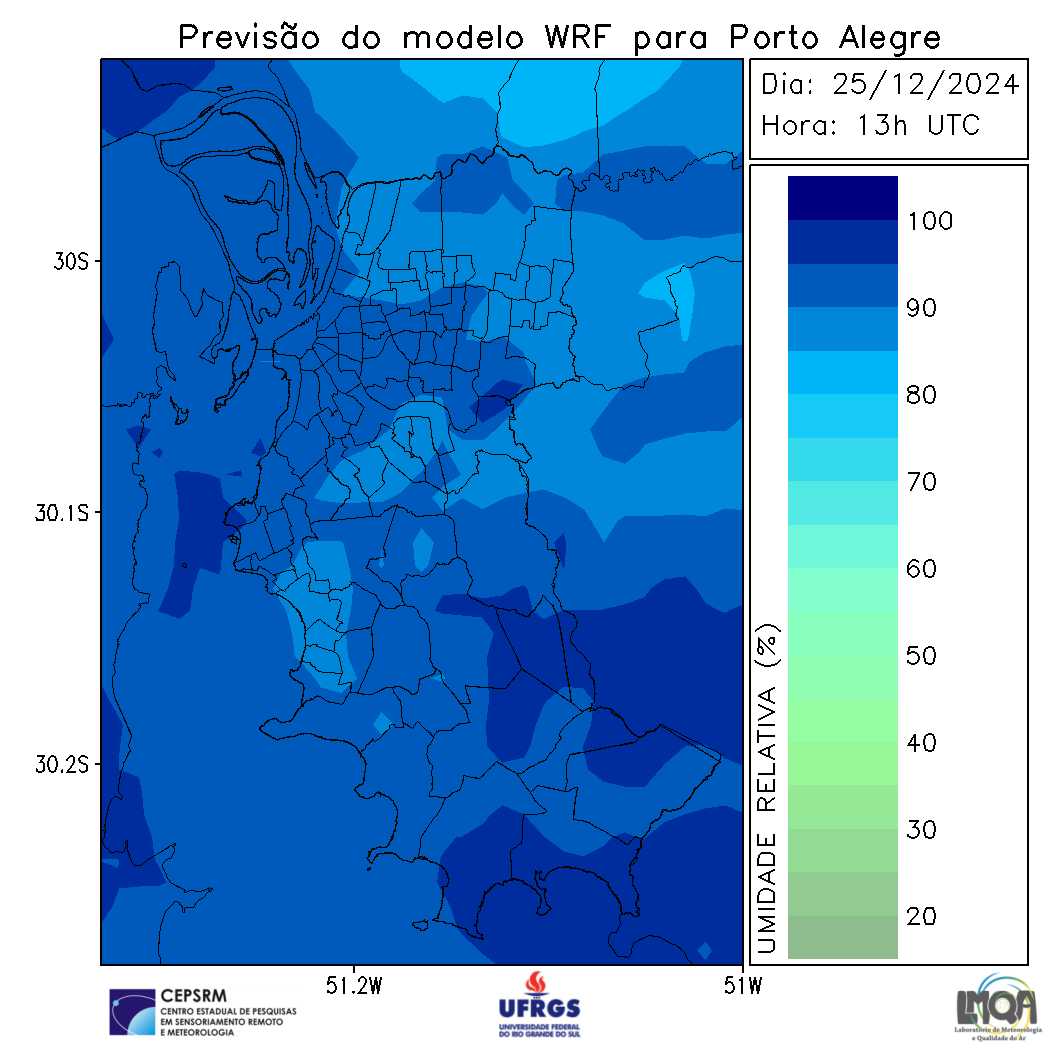 Previsão do modelo WRF para Porto Alegre
Dia: 25/12/2024
Hora: 13h UTC
30S
30.1S
30.2S
51.2W
51W
UMIDADE RELATIVA (%)
100
90
80
70
60
50
40
30
20
CEPSRM
CENTRO ESTADUAL DE PESQUISAS
EM SENSORIAMENTO REMOTO
E METEOROLOGIA
UFRGS
UNIVERSIDADE FEDERAL
DO RIO GRANDE DO SUL
LMQA
Laboratório de Meteorologia
e Qualidade do Ar